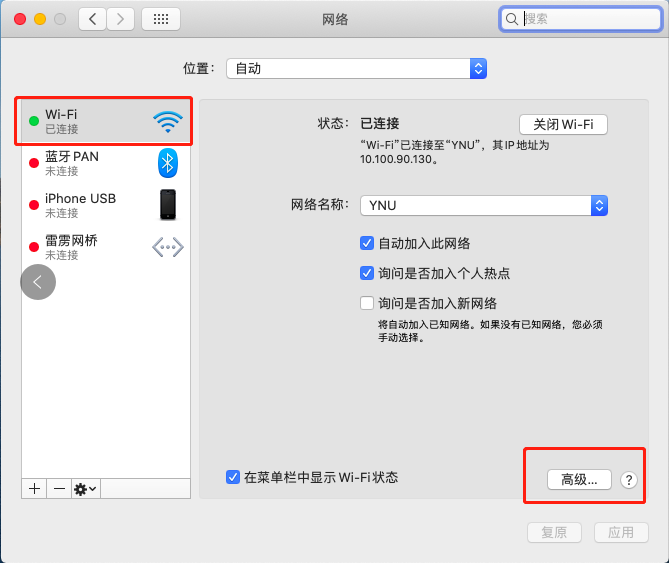 网络
搜索
位置： 自动
Wi-Fi
已连接
蓝牙 PAN
未连接
iPhone USB
未连接
雷雳网桥
未连接
状态： 已连接
关闭 Wi-Fi
“Wi-Fi”已连接至“YNU”，其 IP 地址为
10.100.90.130。
网络名称： YNU
自动加入此网络
询问是否加入个人热点
询问是否加入新网络
将自动加入已知网络。如果没有已知网络，您必须
手动选择。
在菜单栏中显示 Wi-Fi 状态
高级...
?
复原
应用